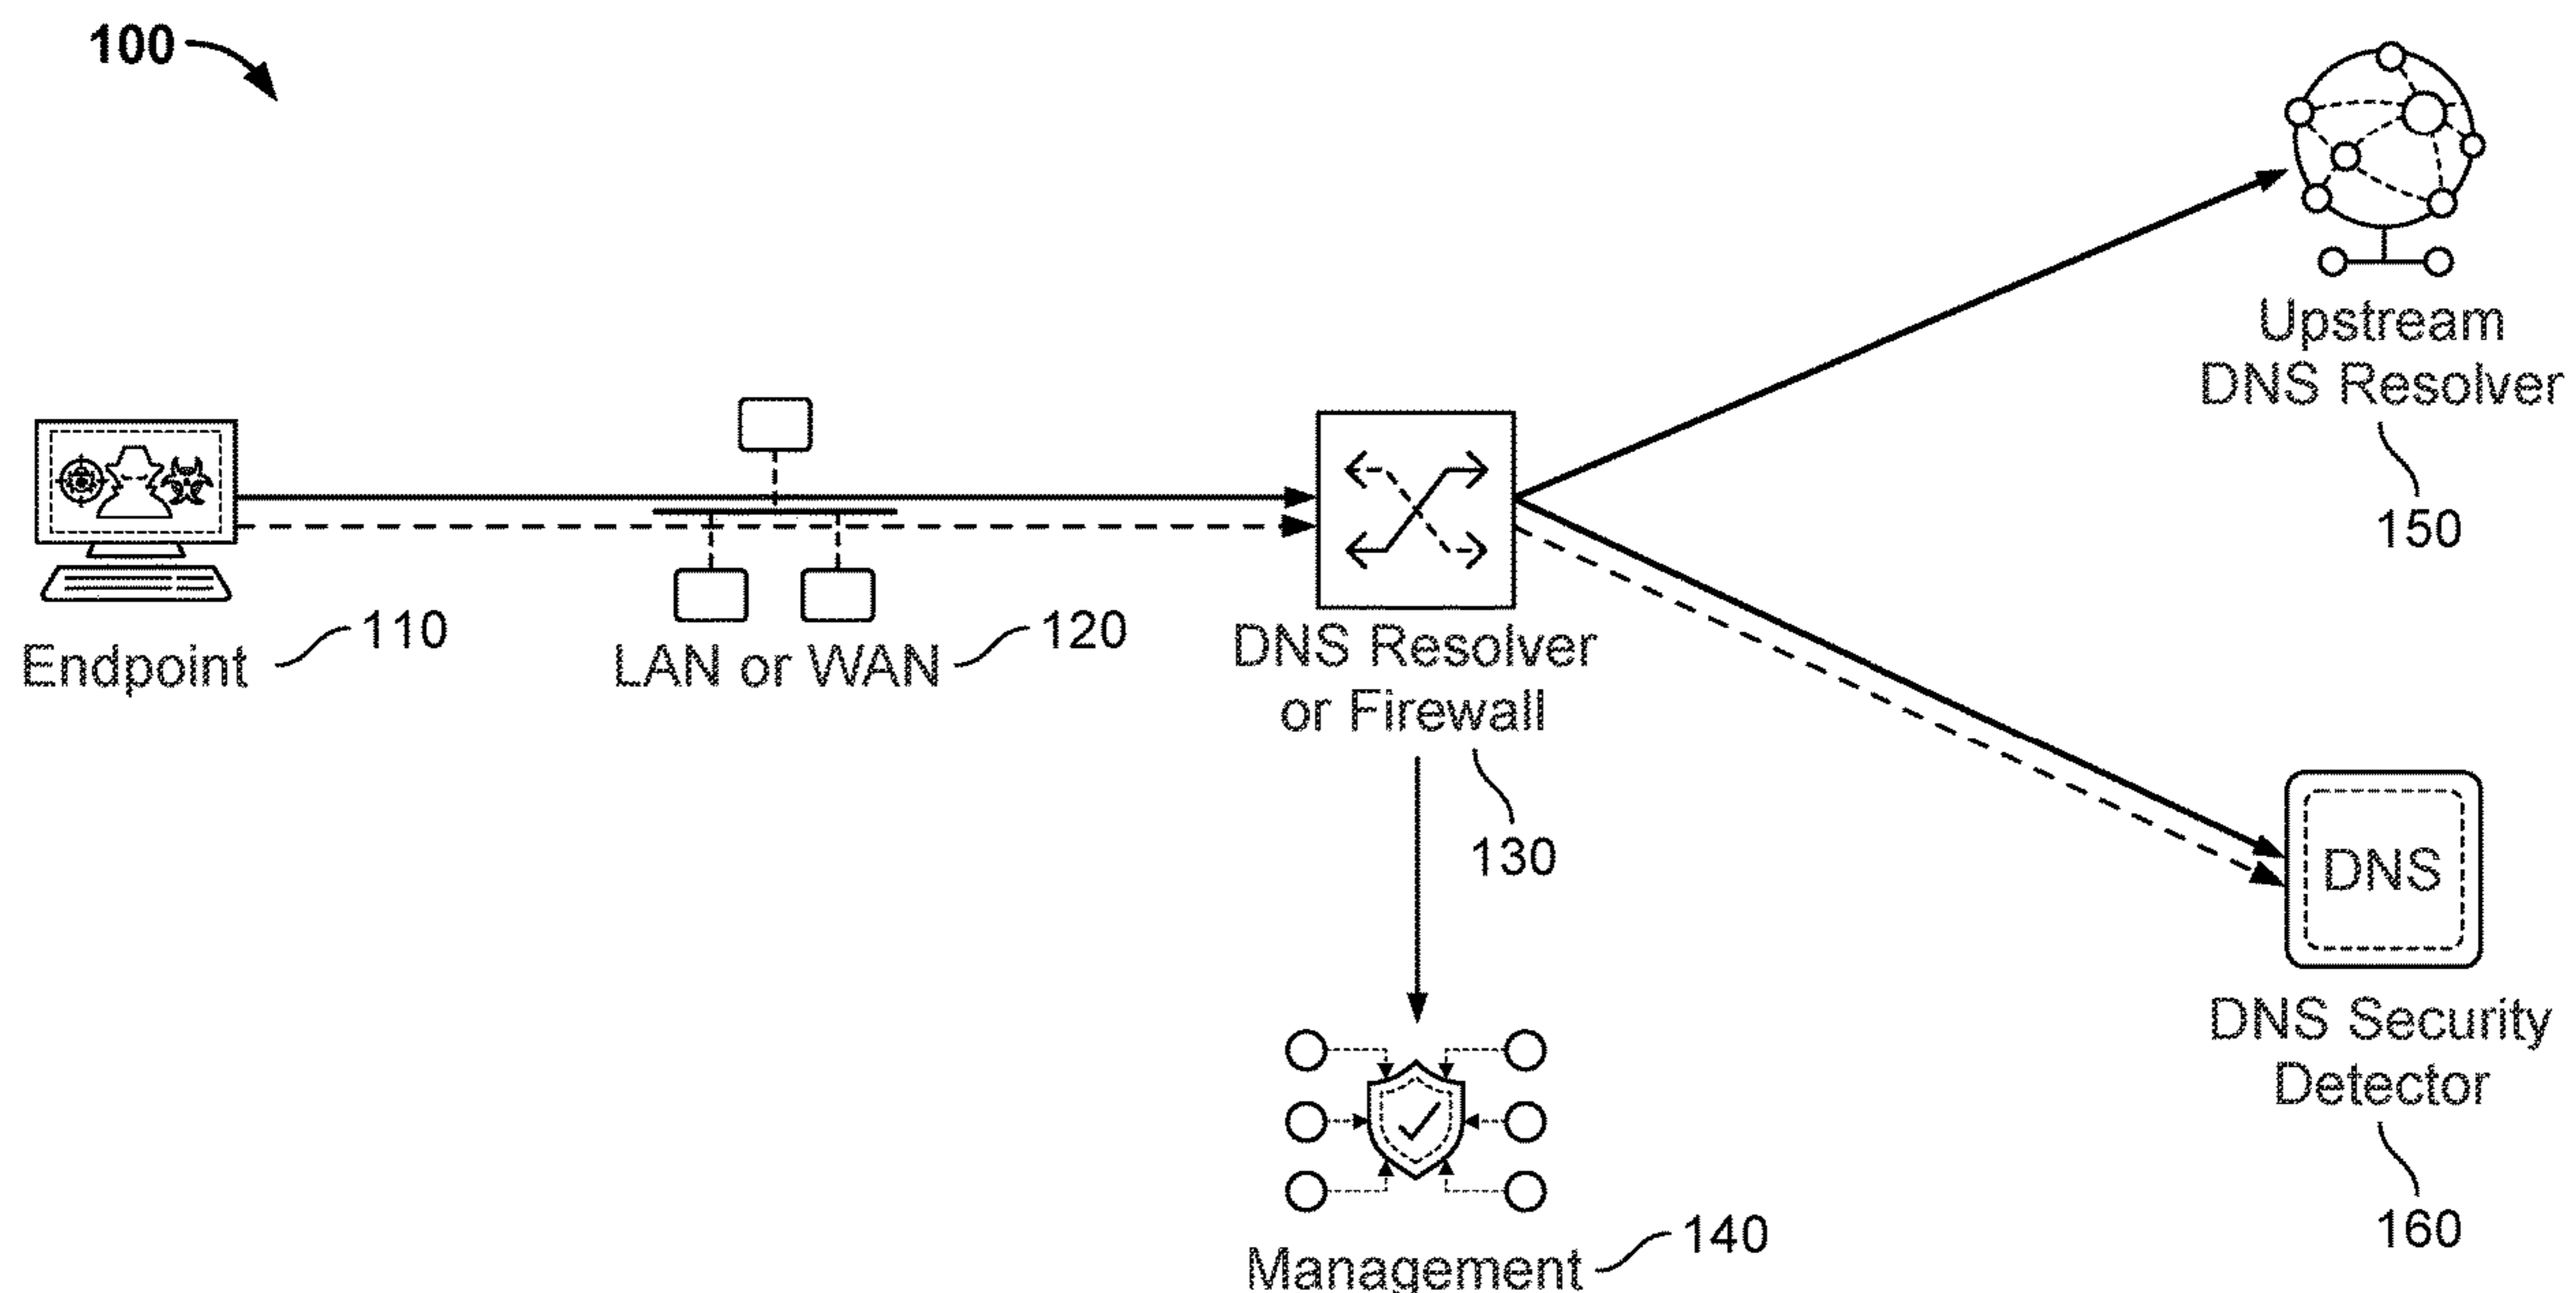 100
Upstream
DNS Resolver
150
Endpoint
110
LAN or WAN
120
DNS Resolver
or Firewall
130
DNS
DNS Security
Detector
160
Management
140